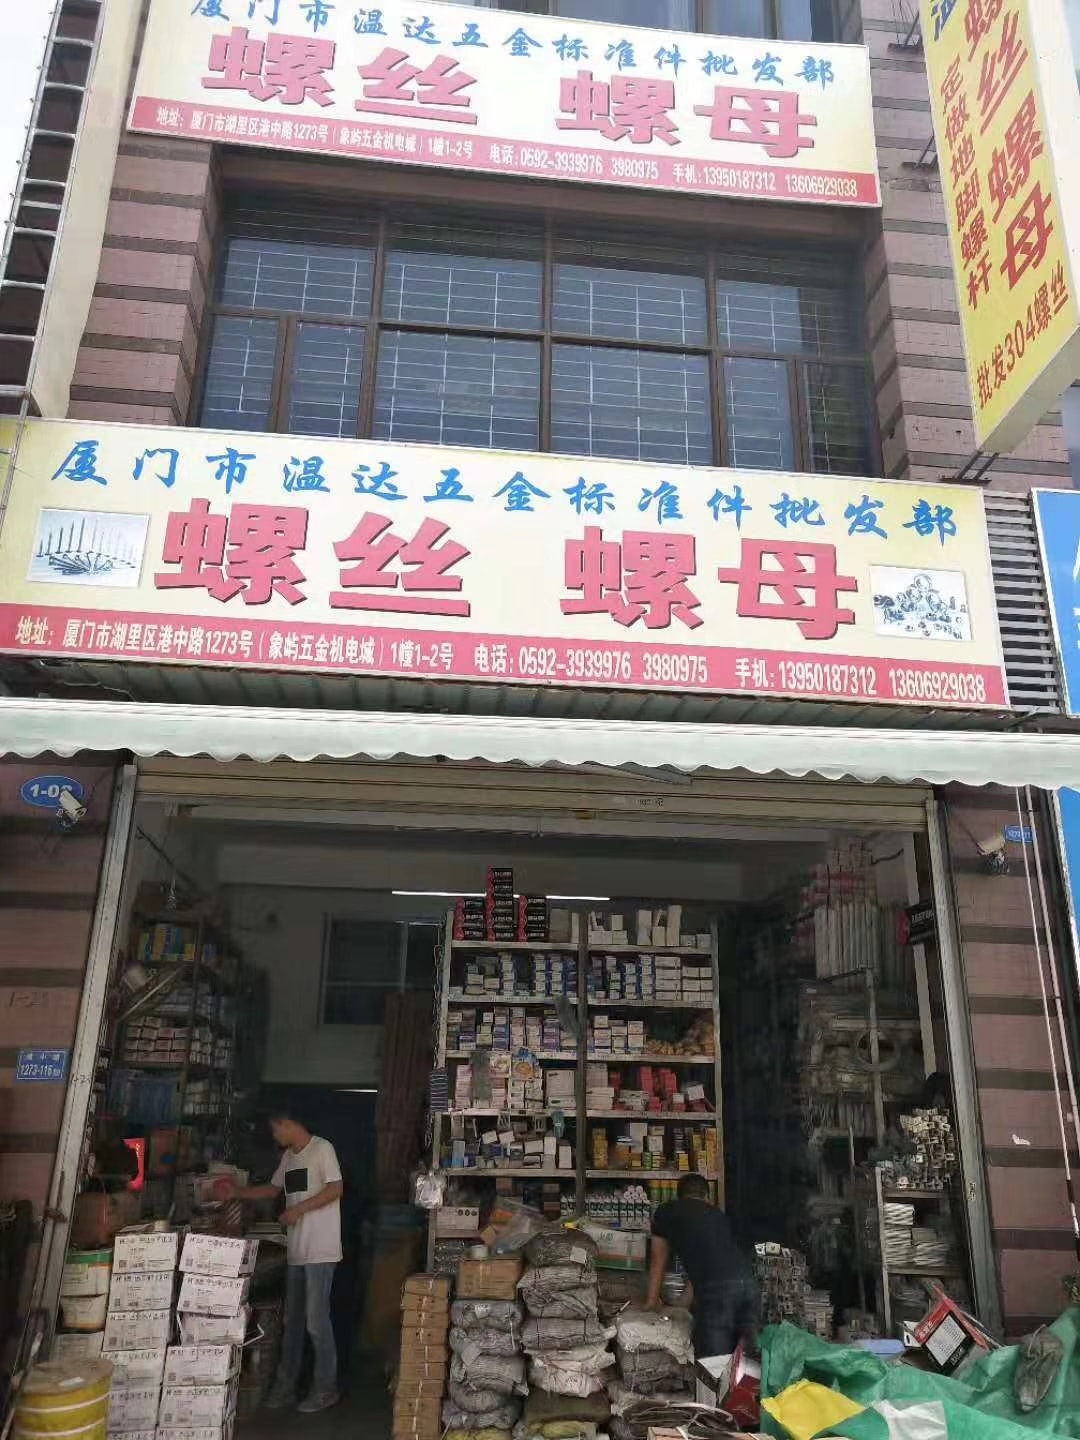 厦门市温达五金标准件批发部
螺丝 螺母
地址：厦门市湖里区港中路1273号（象屿五金机电城）1幢1-2号 电话：0592-3939976 3980975 手机：13950187312 13606929038
螺丝 螺母
定做地脚螺杆
批发304螺丝
厦门市温达五金标准件批发部
螺丝 螺母
地址：厦门市湖里区港中路1273号（象屿五金机电城）1幢1-2号 电话：0592-3939976 3980975 手机：13950187312 13606929038
港中路
1273-116